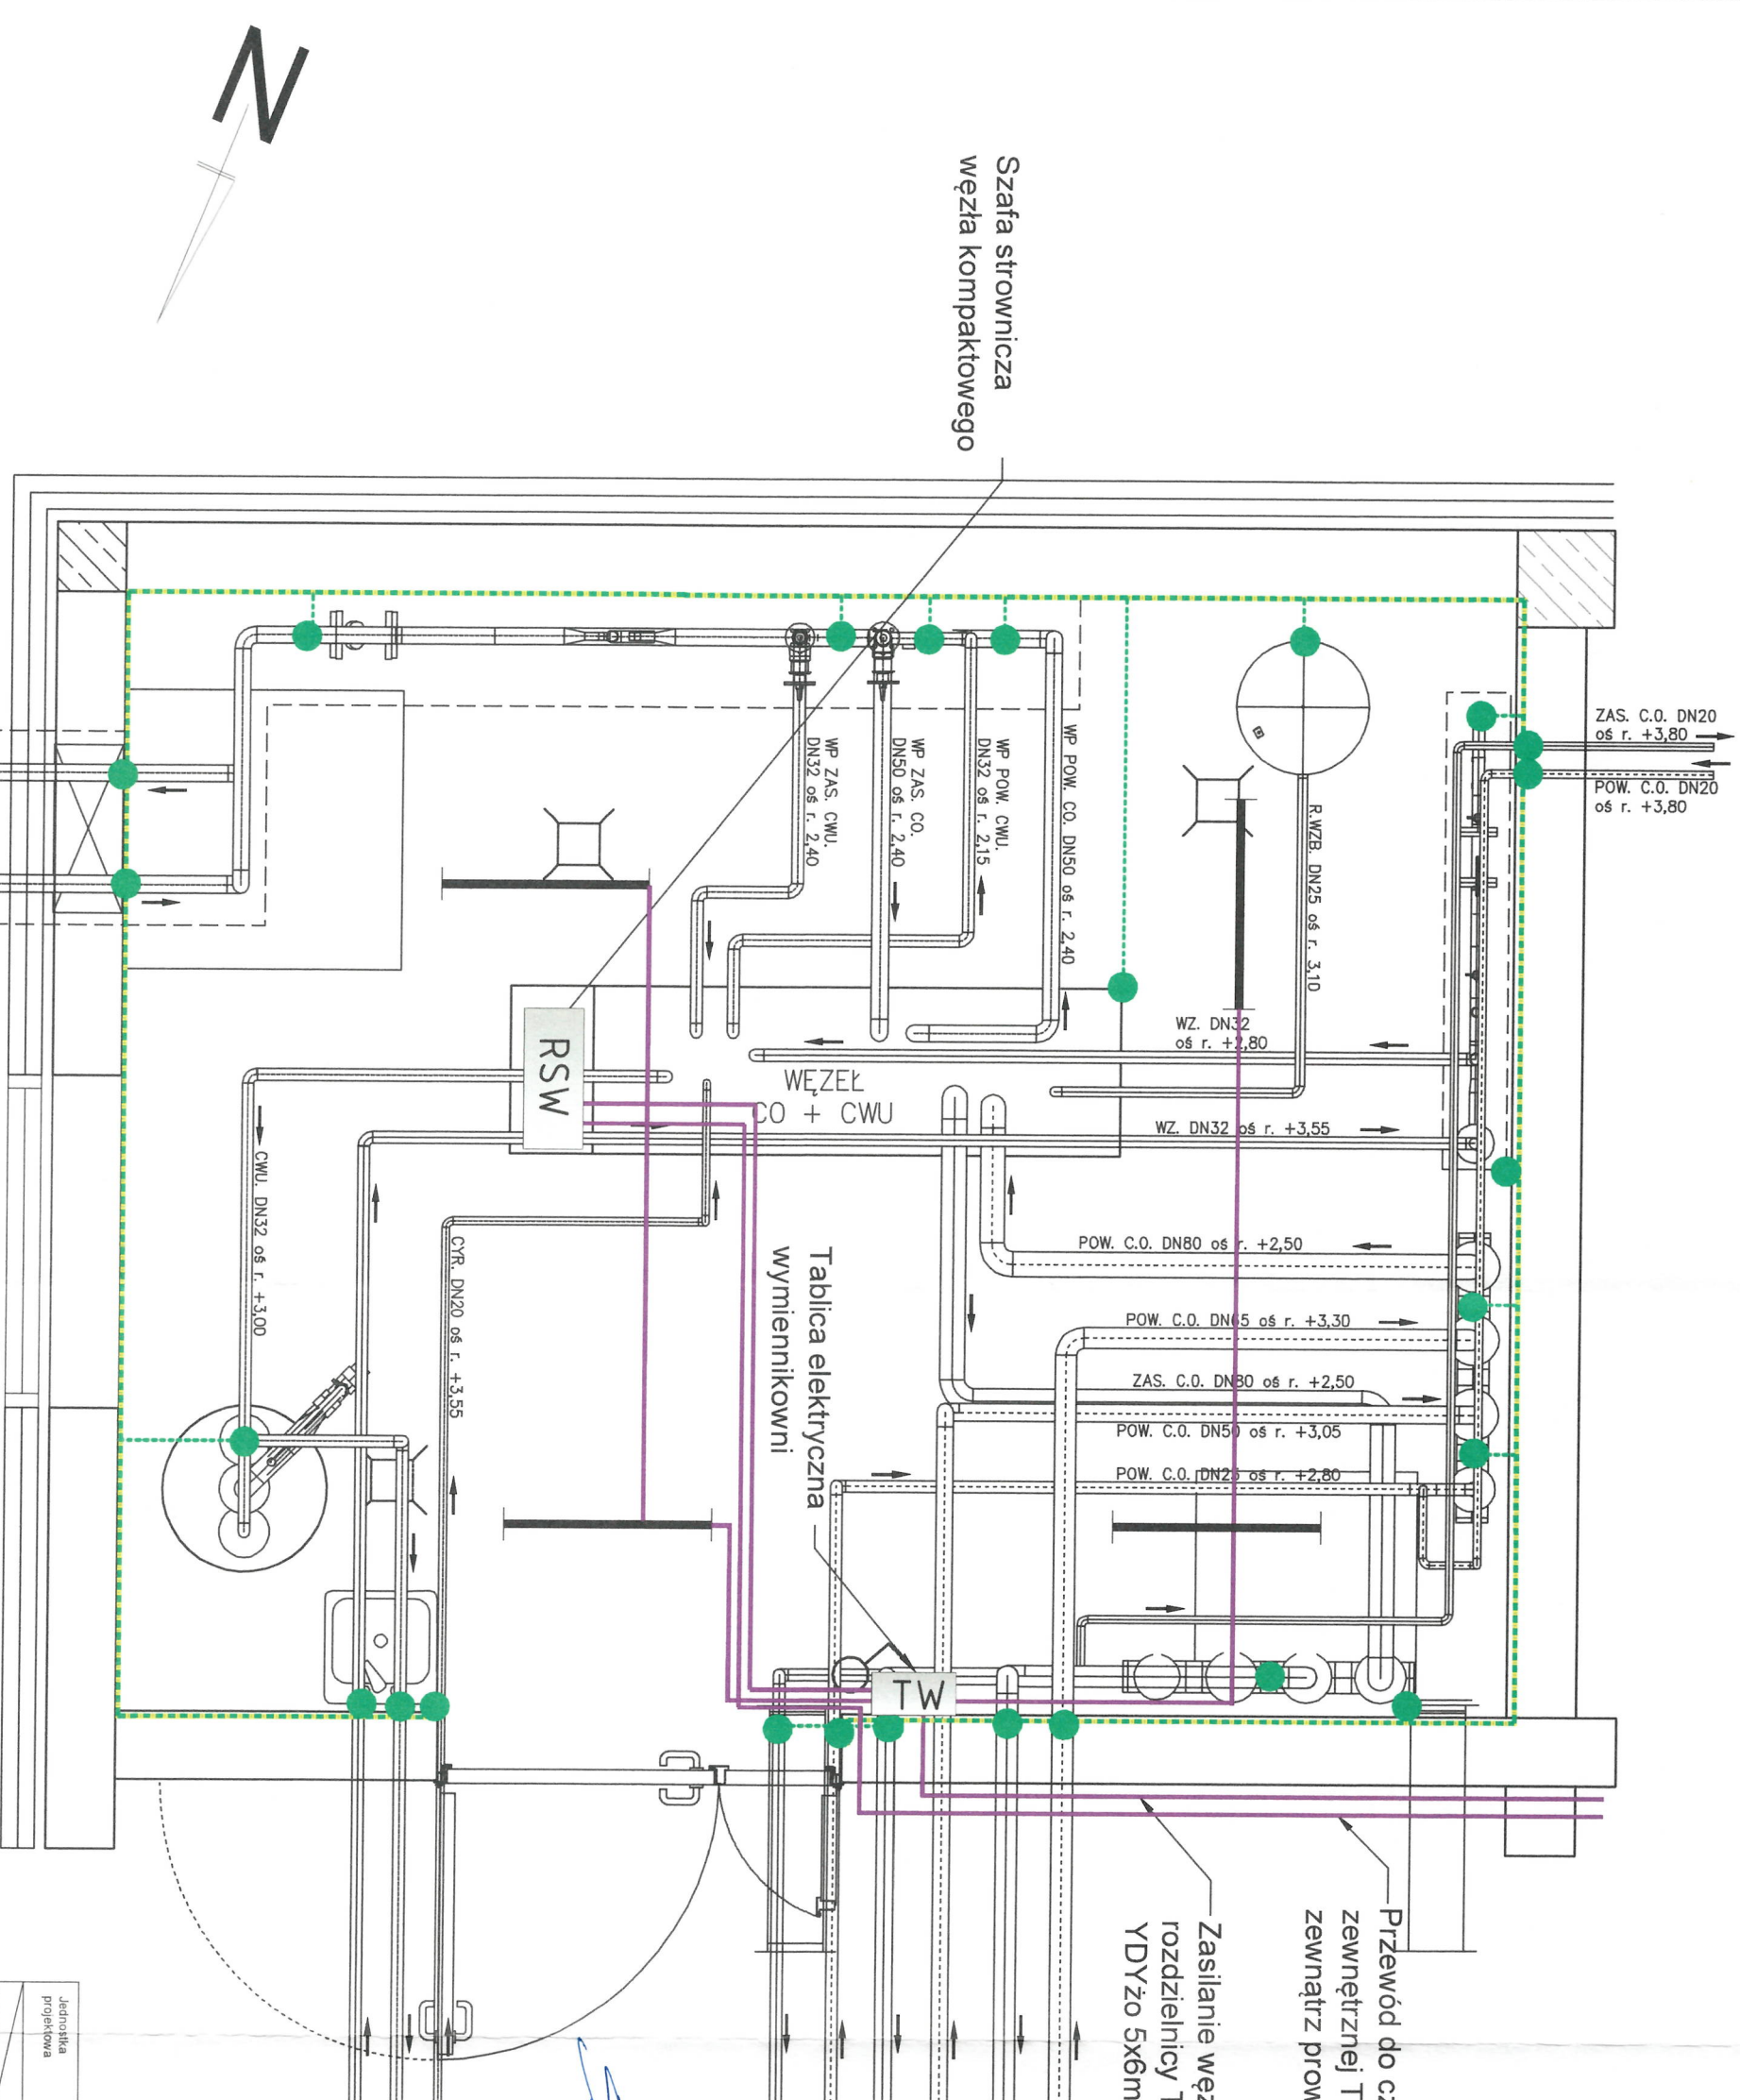 N
Szafa strownicza
węzła kompaktowego
ZAS. C.O. DN20
oś r. +3,80
POW. C.O. DN20
oś r. +3,80
WP ZAS. CWU.
DN32 oś r. 2,40
WP ZAS. CO.
DN50 oś r. 2,40
WP POW. CWU.
DN32 oś r. 2,15
WP POW. CO. DN50 oś r. 2,40
R.WZB. DN25 oś r. 3,10
WZ. DN32
oś r. +2,80
RSW
WĘZEŁ
CO + CWU
WZ. DN32 oś r. +3,55
CWU. DN32 oś r. +3,00
CYR. DN20 oś r. +3,55
POW. C.O. DN80 oś r. +2,50
POW. C.O. DN65 oś r. +3,30
ZAS. C.O. DN80 oś r. +2,50
POW. C.O. DN50 oś r. +3,05
POW. C.O. DN25 oś r. +2,80
Tablica elektryczna
wymiennikowni
TW
Zasilanie węz
rozdzielnicy T
YDYżo 5x6m
Przewód do cz
zewnętrznej T
zewnątrz prow
Jednostka
projektowa